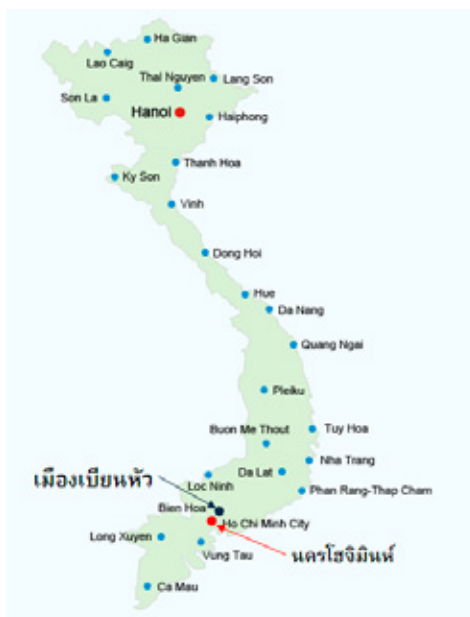 Ha Gian
Lao Caig
Thai Nguyen
Lang Son
Son La
Hanoi
Haiphong
Thanh Hoa
Ky Son
Vinh
Dong Hoi
Hue
Da Nang
Quang Ngai
Pleiku
Buon Me Thout
Tuy Hoa
Nha Trang
Da Lat
เมืองเบียนหัว
Loc Ninh
Phan Rang-Thap Cham
Bien Hoa
Ho Chi Minh City
Long Xuyen
Vung Tau
นครโฮจิมินห์
Ca Mau